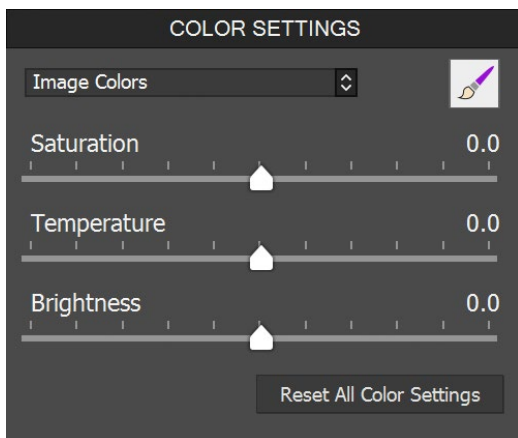 COLOR SETTINGS
Image Colors
Saturation 0.0
Temperature 0.0
Brightness 0.0
Reset All Color Settings